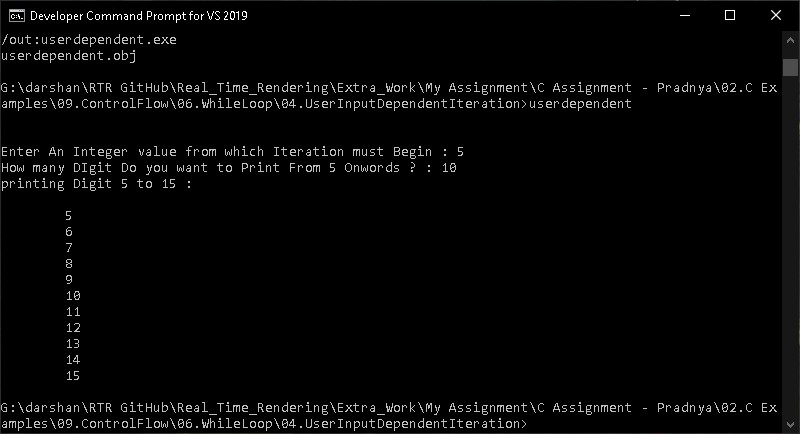 Developer Command Prompt for VS 2019
/out:userdependent.exe
userdependent.obj
G:\darshan\RTR GitHub\Real_Time_Rendering\Extra_Work\My Assignment\C Assignment - Pradnya\02.C Ex
amples\09.ControlFlow\06.WhileLoop\04.UserInputDependentIteration>userdependent
Enter An Integer value from which Iteration must Begin : 5
How many DIgit Do you want to Print From 5 Onwords ? : 10
printing Digit 5 to 15 :
5
6
7
8
9
10
11
12
13
14
15
G:\darshan\RTR GitHub\Real_Time_Rendering\Extra_Work\My Assignment\C Assignment - Pradnya\02.C Ex
amples\09.ControlFlow\06.WhileLoop\04.UserInputDependentIteration>